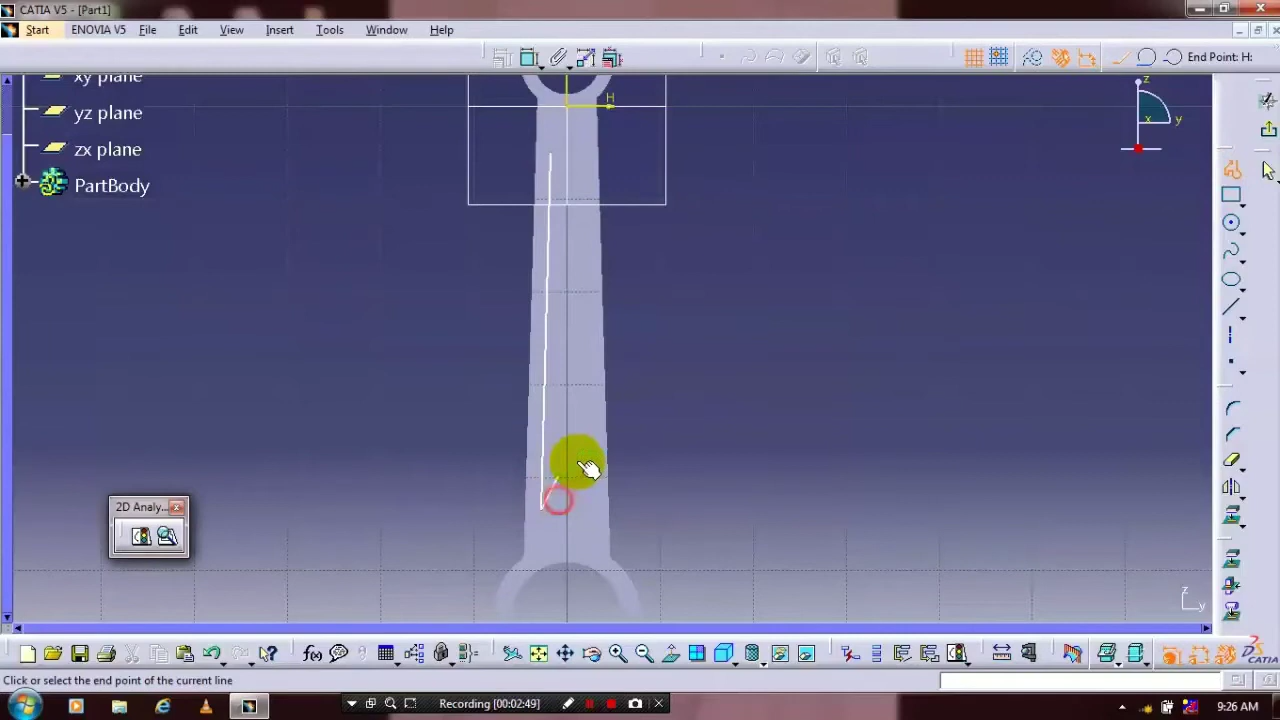 CATIA V5 - [Part1]
Start ENOVIA V5 File Edit View Insert Tools Window Help
End Point: H:
xy plane
yz plane
zx plane
PartBody
H
z
y
x
2D Analy...
z
y
f(x)
DS CATIA
Click or select the end point of the current line
Recording [00:02:49]
9:26 AM